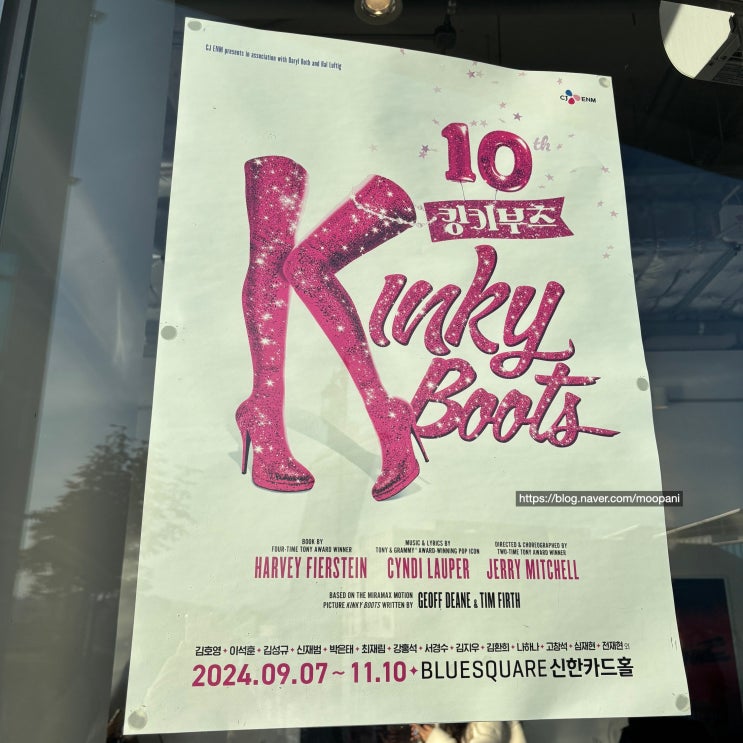 CJ ENM presents in association with Daryl Roth and Hal Luftig
CJ ENM
10th
킹키부츠
Kinky
Boots
https://blog.naver.com/moopani
BOOK BY
FOUR-TIME TONY AWARD WINNER
HARVEY FIERSTEIN
MUSIC & LYRICS BY
TONY & GRAMMY® AWARD-WINNING POP ICON
CYNDI LAUPER
DIRECTED & CHOREOGRAPHED BY
TWO-TIME TONY AWARD WINNER
JERRY MITCHELL
BASED ON THE MIRAMAX MOTION
PICTURE KINKY BOOTS WRITTEN BY GEOFF DEANE & TIM FIRTH
김호영 + 이석훈 + 김성규 + 신재범 + 박은태 + 최재림 + 강홍석 + 서경수 + 김지우 + 김환희 + 나하나 + 고창석 + 심재현 + 전재현 외
2024.09.07 ~ 11.10 + BLUESQUARE 신한카드홀